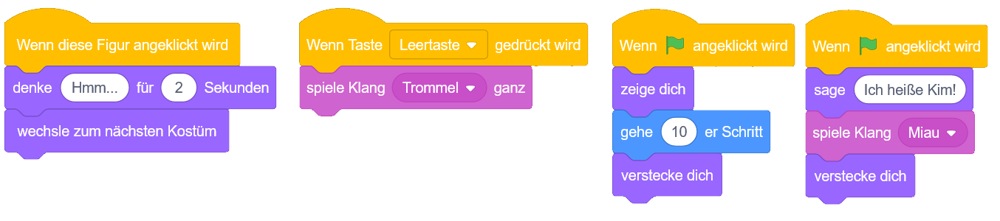 Wenn diese Figur angeklickt wird
denke Hmm... für 2 Sekunden
wechsle zum nächsten Kostüm
Wenn Taste Leertaste gedrückt wird
spiele Klang Trommel ganz
Wenn angeklickt wird
zeige dich
gehe 10 er Schritt
verstecke dich
Wenn angeklickt wird
sage Ich heiße Kim!
spiele Klang Miau
verstecke dich